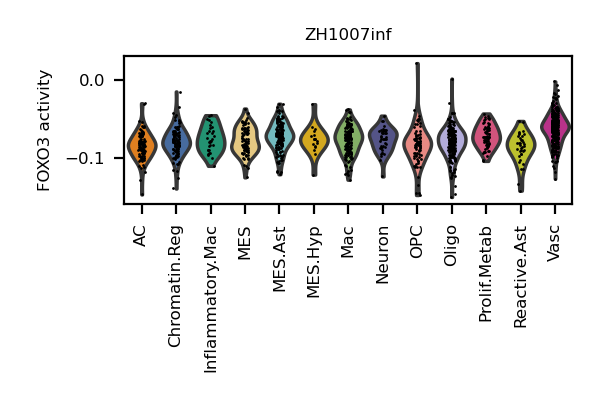 ZH1007inf
FOXO3 activity
0.0
−0.1
AC
Chromatin.Reg
Inflammatory.Mac
MES
MES.Ast
MES.Hyp
Mac
Neuron
OPC
Oligo
Prolif.Metab
Reactive.Ast
Vasc